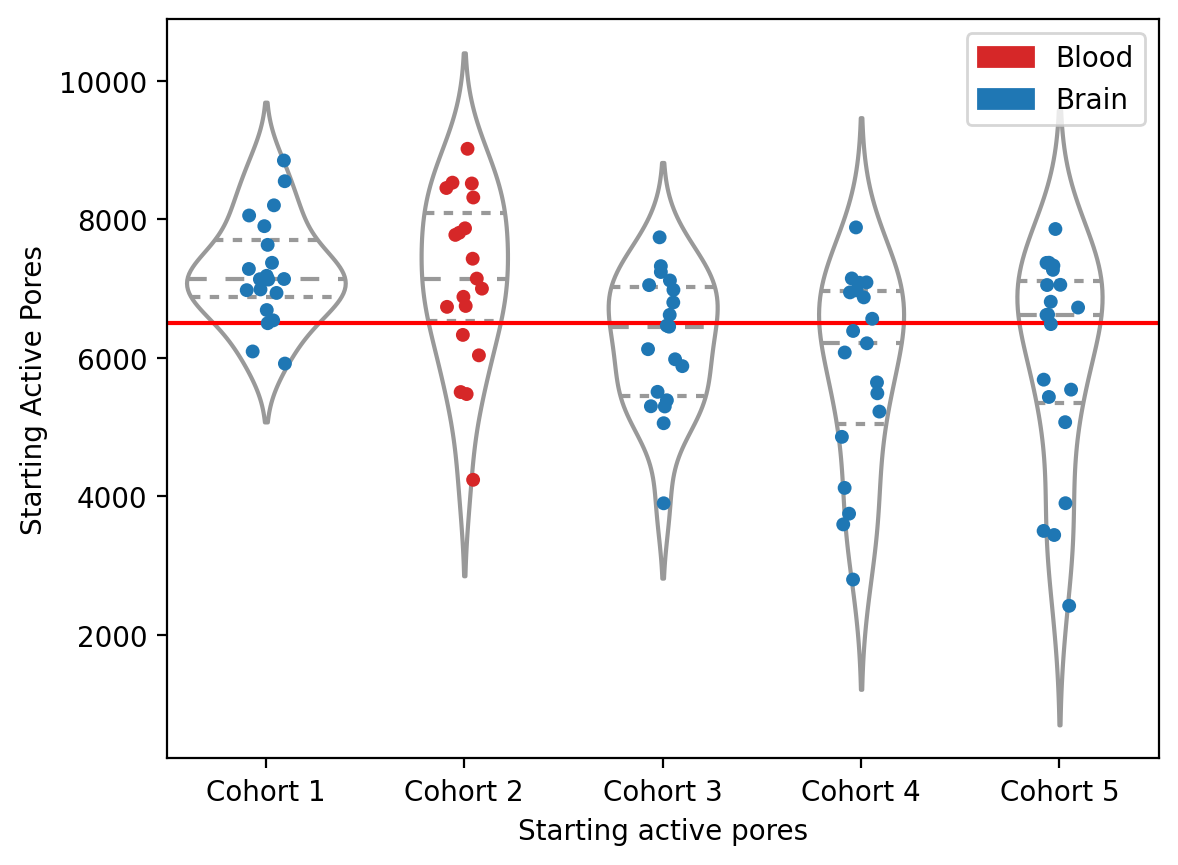 Starting Active Pores
10000
8000
6000
4000
2000
Blood
Brain
Cohort 1
Cohort 2
Cohort 3
Cohort 4
Cohort 5
Starting active pores